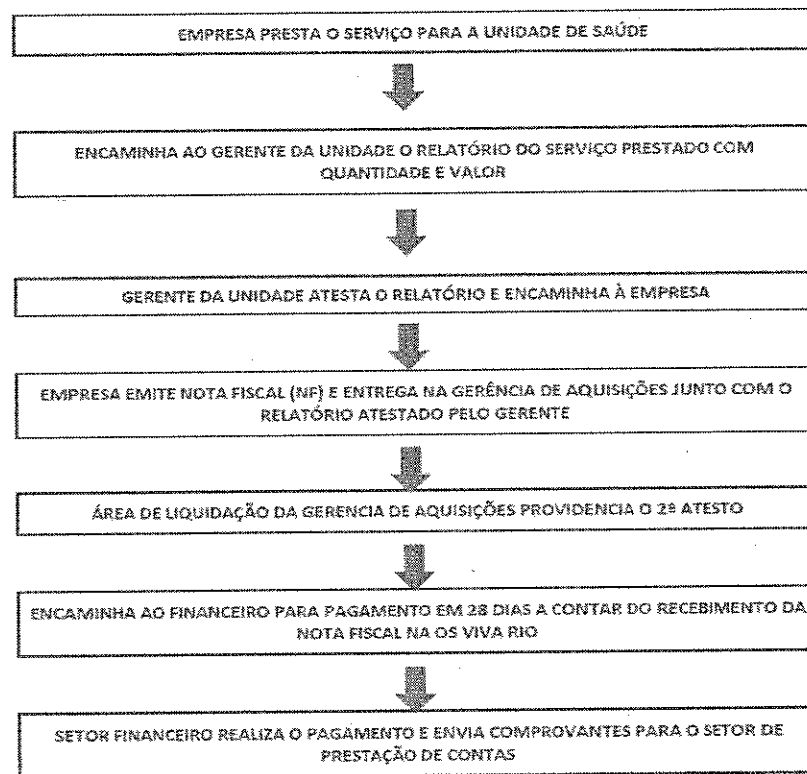 EMPRESA PRESTA O SERVIÇO PARA A UNIDADE DE SAÚDE
ENCAMINHA AO GERENTE DA UNIDADE O RELATÓRIO DO SERVIÇO PRESTADO COM
QUANTIDADE E VALOR
GERENTE DA UNIDADE ATESTA O RELATÓRIO E ENCAMINHA À EMPRESA
EMPRESA EMITE NOTA FISCAL (NF) E ENTREGA NA GERÊNCIA DE AQUISIÇÕES JUNTO COM O
RELATÓRIO ATESTADO PELO GERENTE
ÁREA DE LIQUIDAÇÃO DA GERENCIA DE AQUISIÇÕES PROVIDENCIA O 2º ATESTO
ENCAMINHA AO FINANCEIRO PARA PAGAMENTO EM 28 DIAS A CONTAR DO RECEBIMENTO DA
NOTA FISCAL NA OS VIVA RIO
SETOR FINANCEIRO REALIZA O PAGAMENTO E ENVIA COMPROVANTES PARA O SETOR DE
PRESTAÇÃO DE CONTAS